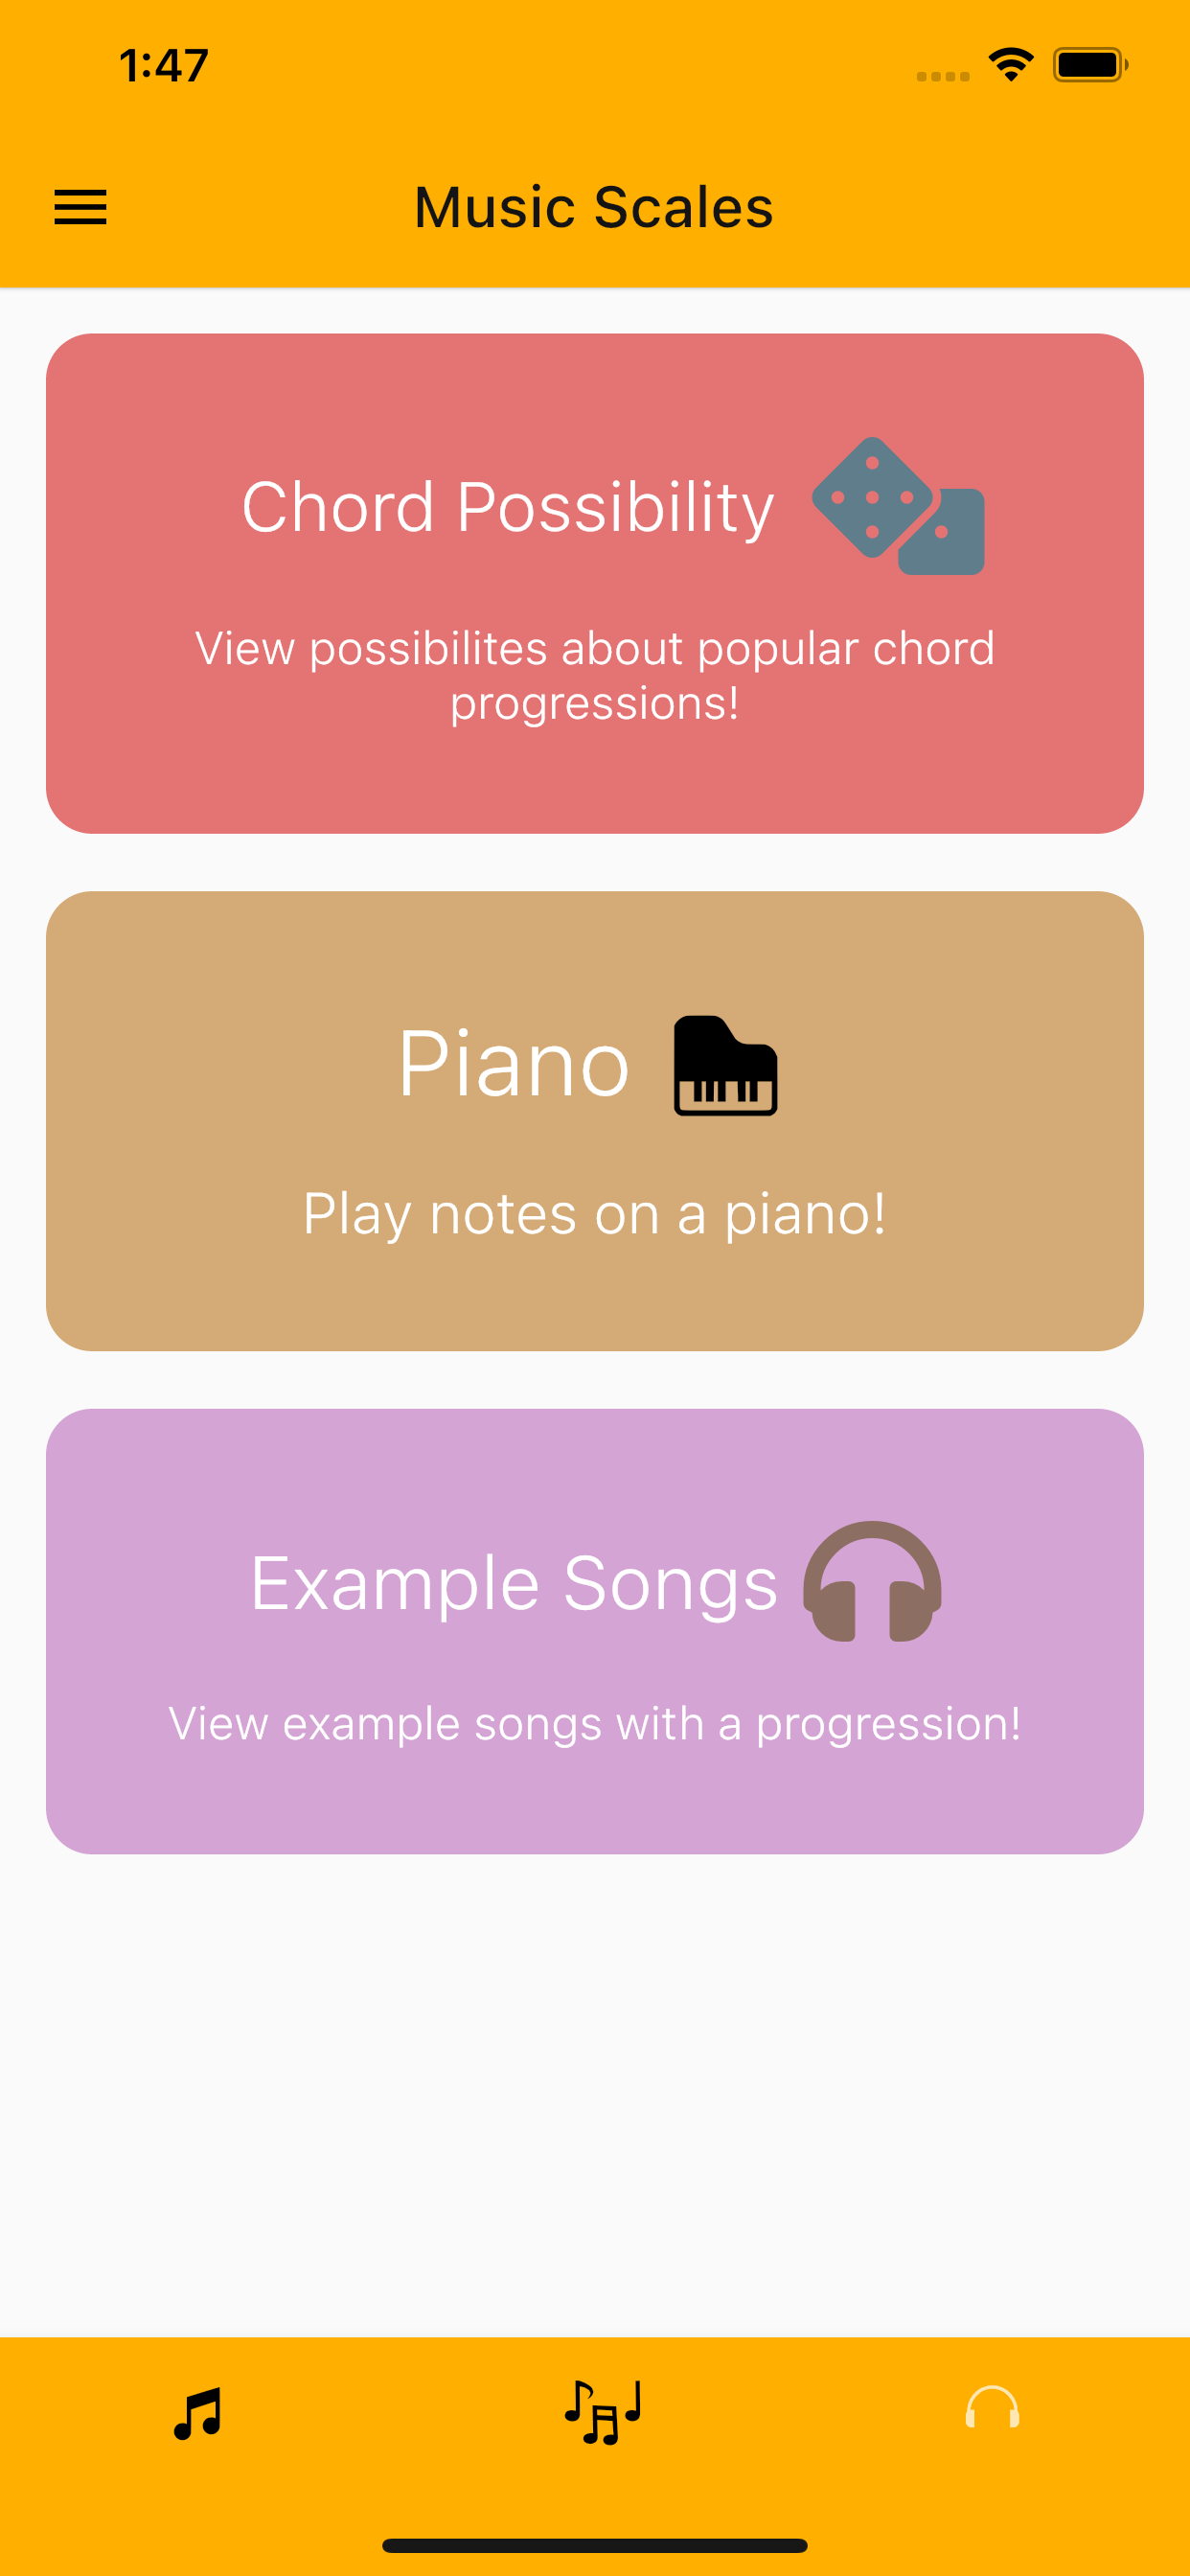 1:47
Music Scales
Chord Possibility
View possibilites about popular chord
progressions!
Piano
Play notes on a piano!
Example Songs
View example songs with a progression!